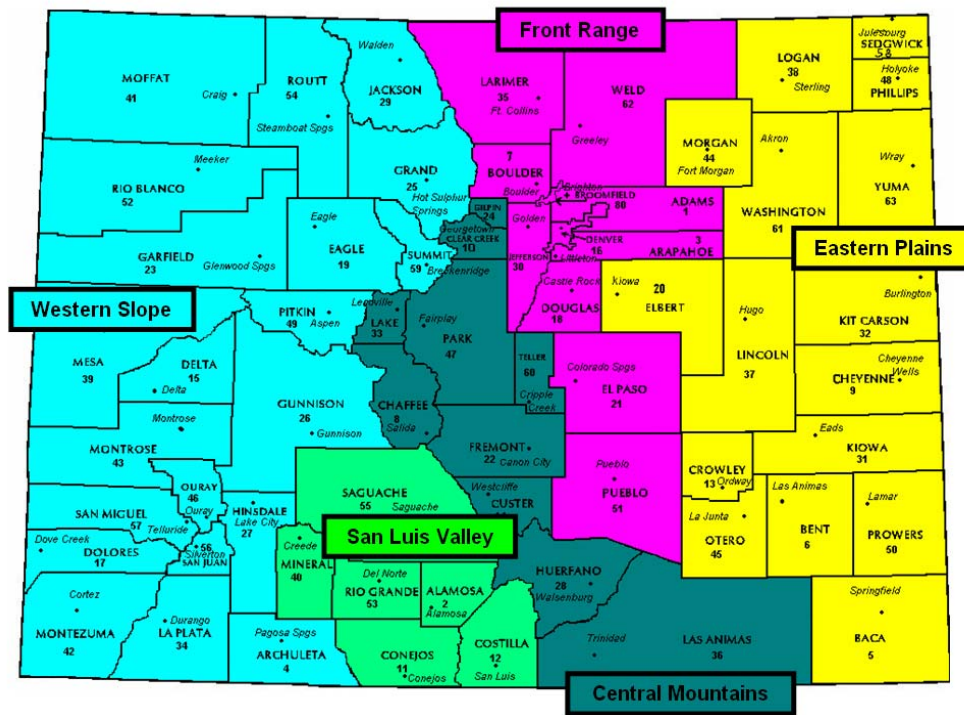 Front Range
Julesburg
SEDGWICK
58
Walden
LOGAN
38
Sterling
Holyoke
48
PHILLIPS
MOFFAT
41
Craig
ROUTT
54
JACKSON
29
LARIMER
35
Ft. Collins
WELD
62
Steamboat Spgs
Greeley
MORGAN
44
Fort Morgan
Akron
Meeker
GRAND
25
Hot Sulphur
Springs
7
BOULDER
Boulder
Wray
YUMA
63
RIO BLANCO
52
Brighton
BROOMFIELD
80
ADAMS
1
WASHINGTON
61
GILPIN
24
Golden
Eagle
Georgetown
CLEAR CREEK
10
DENVER
16
3
ARAPAHOE
Eastern Plains
GARFIELD
23
Glenwood Spgs
EAGLE
19
SUMMIT
59
Breckenridge
JEFFERSON
30
Littleton
Castle Rock
DOUGLAS
18
Kiowa
20
ELBERT
Burlington
KIT CARSON
32
Western Slope
PITKIN
49
Aspen
Leadville
LAKE
33
Fairplay
PARK
47
Hugo
LINCOLN
37
MESA
39
DELTA
15
Delta
TELLER
60
Cripple
Creek
Colorado Spgs
EL PASO
21
Cheyenne
Wells
CHEYENNE
9
GUNNISON
26
Gunnison
CHAFFEE
8
Salida
Montrose
MONTROSE
43
FREMONT
22
Canon City
Eads
KIOWA
31
OURAY
46
Ouray
SAGUACHE
55
Saguache
Westcliffe
CUSTER
Pueblo
PUEBLO
51
CROWLEY
13
Ordway
Las Animas
BENT
6
Lamar
PROWERS
50
SAN MIGUEL
57
Telluride
HINSDALE
Lake City
27
La Junta
OTERO
45
San Luis Valley
Dove Creek
DOLORES
17
56
Silverton
SAN JUAN
Creede
MINERAL
40
Del Norte
RIO GRANDE
53
ALAMOSA
2
Alamosa
HUERFANO
28
Walsenburg
Cortez
MONTEZUMA
42
Durango
LA PLATA
34
Pagosa Spgs
ARCHULETA
4
CONEJOS
11
Conejos
COSTILLA
12
San Luis
Trinidad
LAS ANIMAS
36
Springfield
BACA
5
Central Mountains